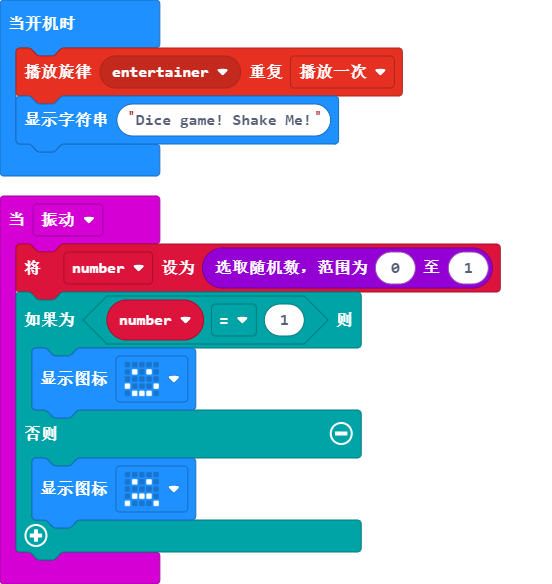 当开机时
播放旋律 entertainer 重复 播放一次
显示字符串 "Dice game! Shake Me!"
当 振动
将 number 设为 选取随机数，范围为 0 至 1
如果为 number = 1 则
显示图标
否则
显示图标